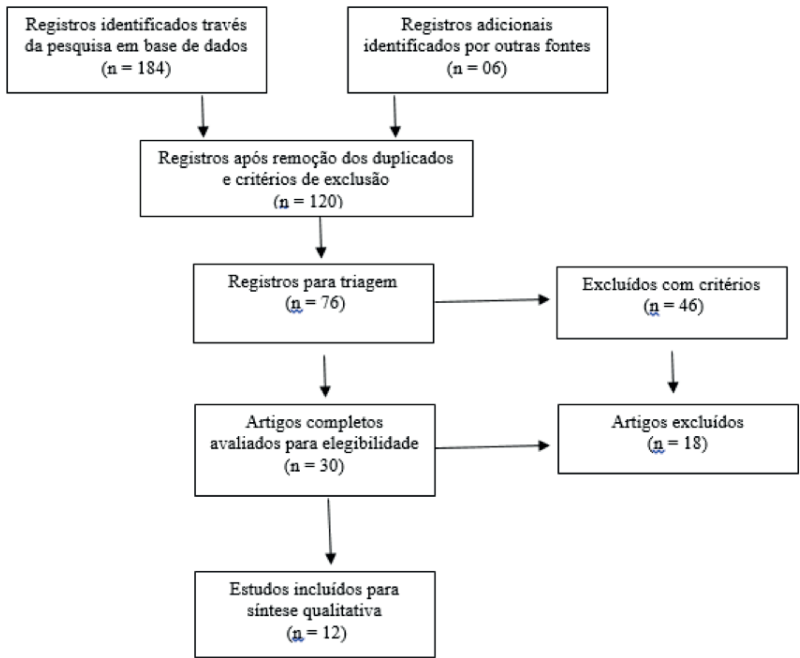 Registros identificados través
da pesquisa em base de dados
(n = 184)
Registros adicionais
identificados por outras fontes
(n = 06)
Registros após remoção dos duplicados
e critérios de exclusão
(n = 120)
Registros para triagem
(n = 76)
Excluídos com critérios
(n = 46)
Artigos completos
avaliados para elegibilidade
(n = 30)
Artigos excluídos
(n = 18)
Estudos incluídos para
síntese qualitativa
(n = 12)